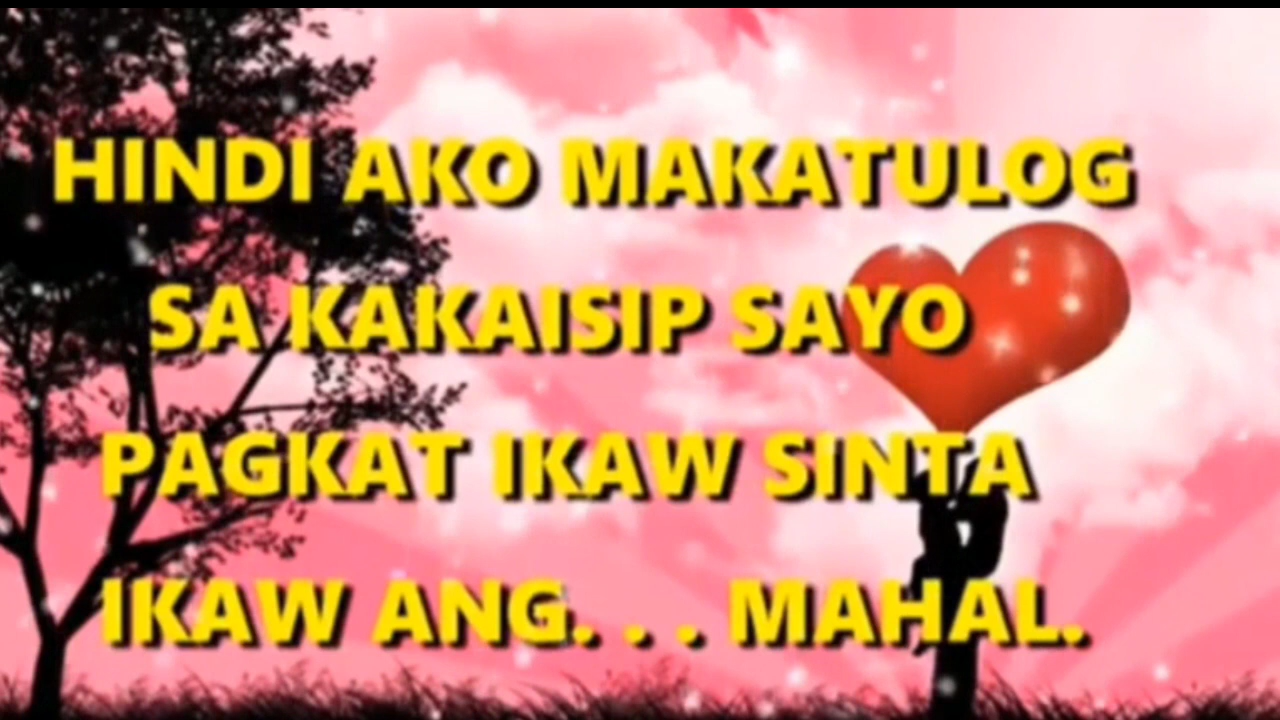 HINDI AKO MAKATULOG
SA KAKAISIP SAYO
PAGKAT IKAW SINTA
IKAW ANG. . . MAHAL.